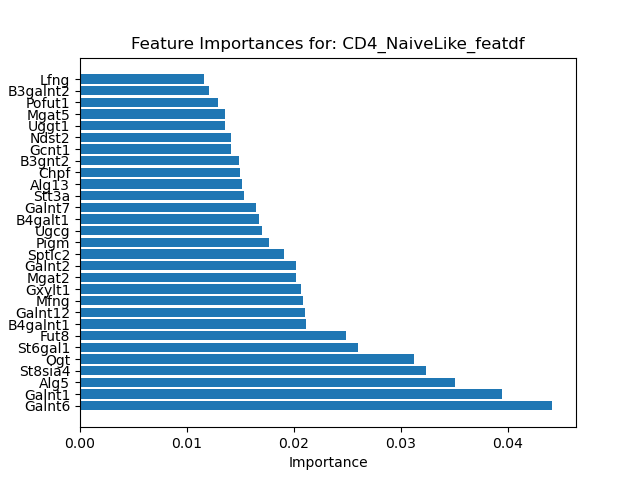 Feature Importances for: CD4_NaiveLike_featdf
Lfng
B3galnt2
Pofut1
Mgat5
Uggt1
Ndst2
Gcnt1
B3gnt2
Chpf
Alg13
Stt3a
Galnt7
B4galt1
Ugcg
Pigm
Sptlc2
Galnt2
Mgat2
Gxylt1
Mfng
Galnt12
B4galnt1
Fut8
St6gal1
Ogt
St8sia4
Alg5
Galnt1
Galnt6
0.00 0.01 0.02 0.03 0.04
Importance